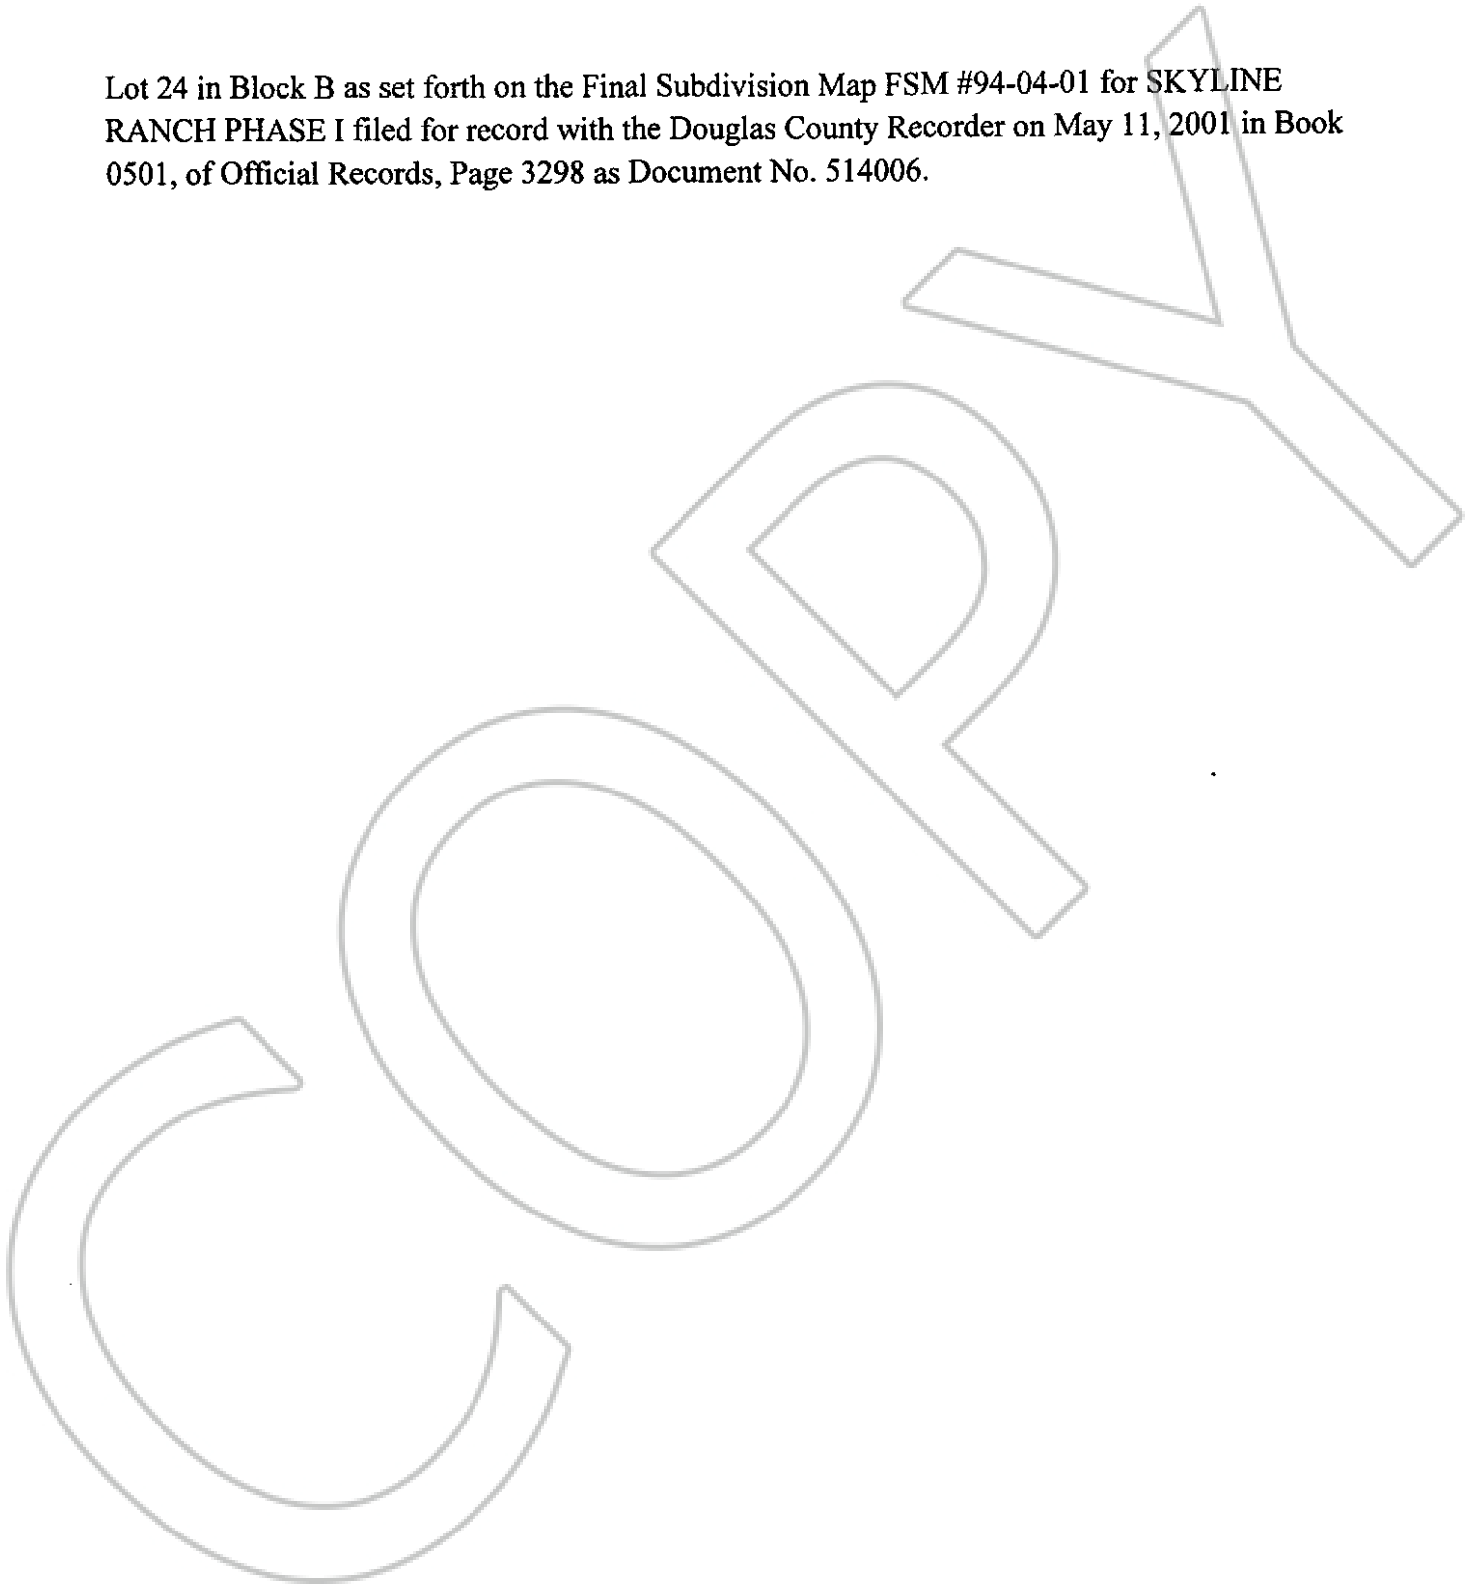 Lot 24 in Block B as set forth on the Final Subdivision Map FSM #94-04-01 for SKYLINE
RANCH PHASE I filed for record with the Douglas County Recorder on May 11, 2001 in Book
0501, of Official Records, Page 3298 as Document No. 514006.
COPY